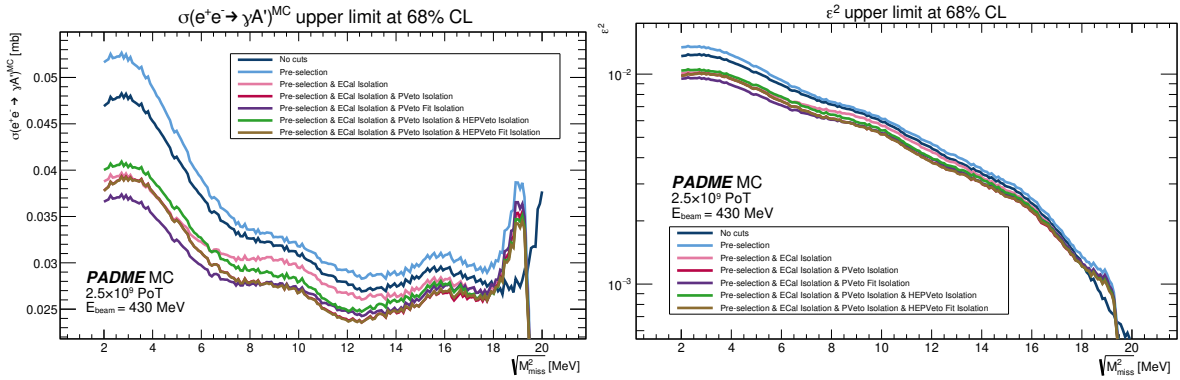 σ(e⁺e⁻→ γA')ᴹᶜ upper limit at 68% CL
σ(e⁺e⁻→ γA')ᴹᶜ [mb]
0.05
0.045
0.04
0.035
0.03
0.025
No cuts
Pre-selection
Pre-selection & ECal Isolation
Pre-selection & ECal Isolation & PVeto Isolation
Pre-selection & ECal Isolation & PVeto Fit Isolation
Pre-selection & ECal Isolation & PVeto Isolation & HEPVeto Isolation
Pre-selection & ECal Isolation & PVeto Isolation & HEPVeto Fit Isolation
PADME MC
2.5×10⁹ PoT
E_beam = 430 MeV
2 4 6 8 10 12 14 16 18 20
√M²_miss [MeV]
ε² upper limit at 68% CL
ε²
10⁻²
10⁻³
PADME MC
2.5×10⁹ PoT
E_beam = 430 MeV
No cuts
Pre-selection
Pre-selection & ECal Isolation
Pre-selection & ECal Isolation & PVeto Isolation
Pre-selection & ECal Isolation & PVeto Fit Isolation
Pre-selection & ECal Isolation & PVeto Isolation & HEPVeto Isolation
Pre-selection & ECal Isolation & PVeto Isolation & HEPVeto Fit Isolation
2 4 6 8 10 12 14 16 18 20
√M²_miss [MeV]